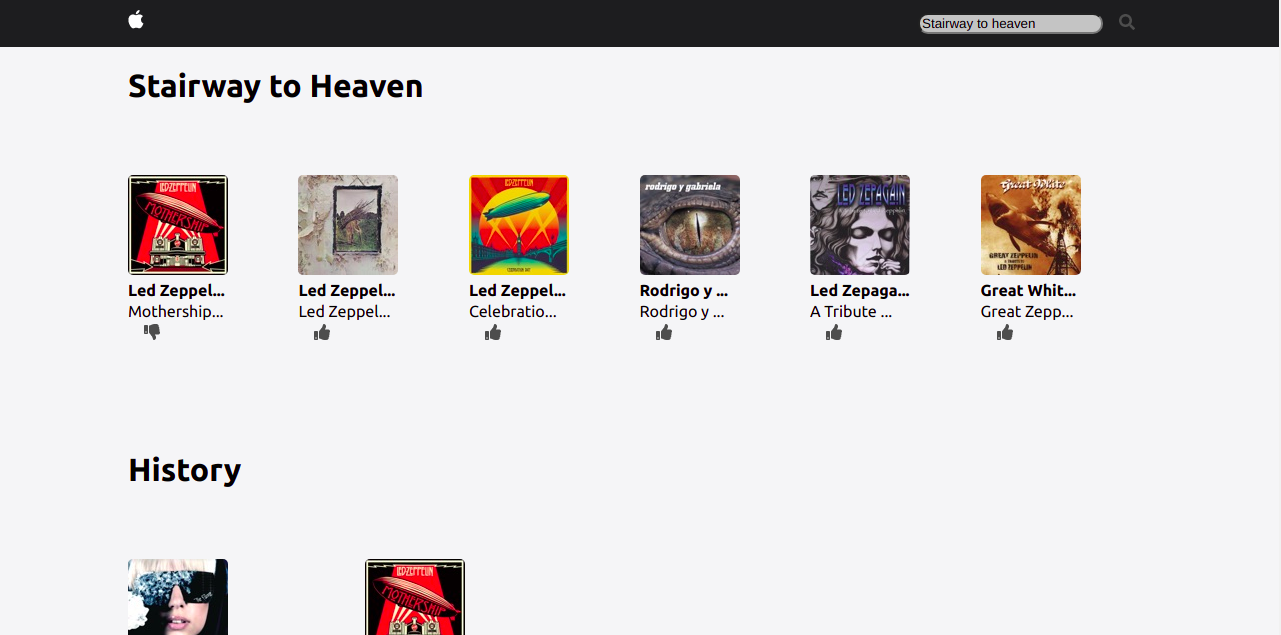 Stairway to heaven
Stairway to Heaven
LED ZEPPELIN
MOTHERSHIP
LED ZEPPELIN
CELEBRATION DAY
rodrigo y gabriela
LED ZEPAGAIN
Great White
GREAT ZEPPELIN
LED ZEPPELIN
Led Zeppel...
Led Zeppel...
Led Zeppel...
Rodrigo y ...
Led Zepaga...
Great Whit...
Mothership...
Led Zeppel...
Celebratio...
Rodrigo y ...
A Tribute ...
Great Zepp...
History
LED ZEPPELIN
MOTHERSHIP